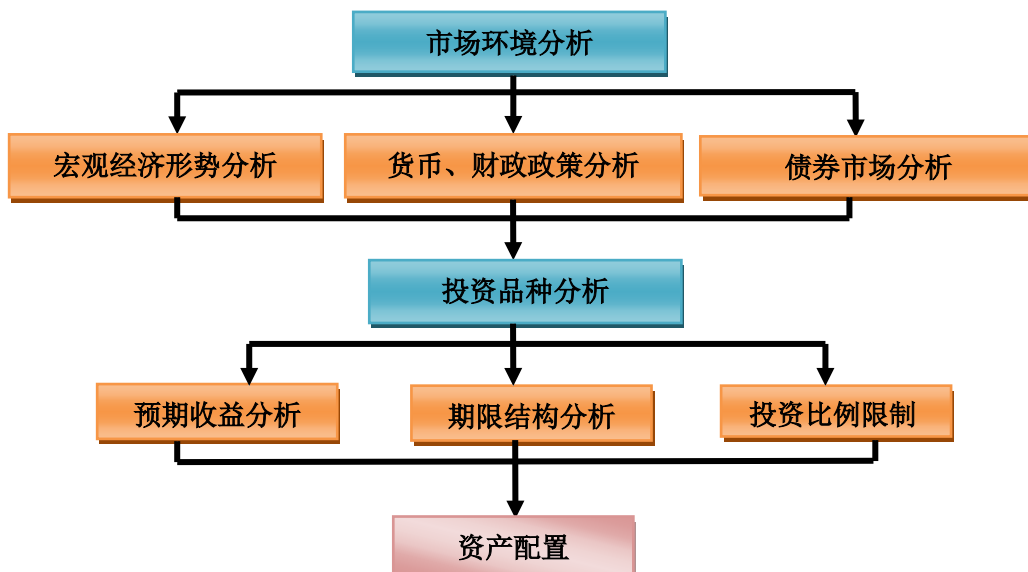 市场环境分析
宏观经济形势分析
货币、财政政策分析
债券市场分析
投资品种分析
预期收益分析
期限结构分析
投资比例限制
资产配置